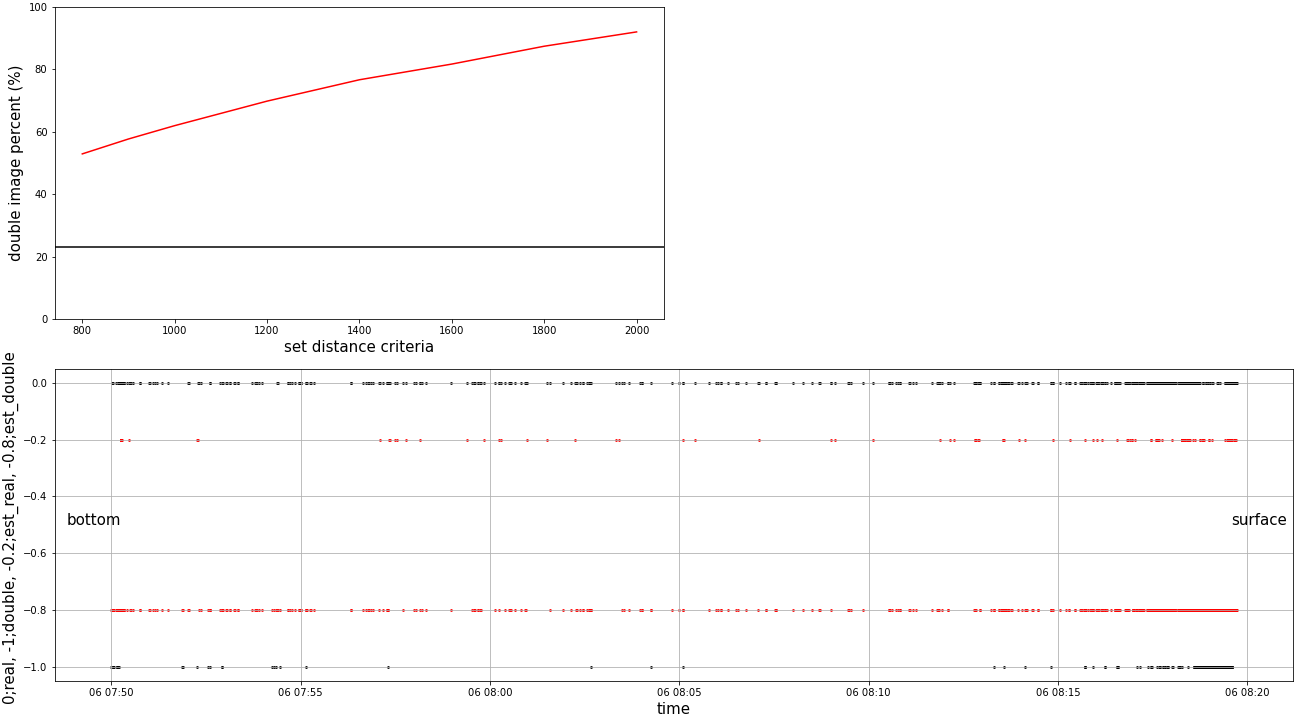 100
80
60
40
20
0
double image percent (%)
800 1000 1200 1400 1600 1800 2000
set distance criteria
0.0
−0.2
−0.4
−0.6
−0.8
−1.0
0;real, -1;double, -0.2;est_real, -0.8;est_double
bottom
surface
06 07:50 06 07:55 06 08:00 06 08:05 06 08:10 06 08:15 06 08:20
time